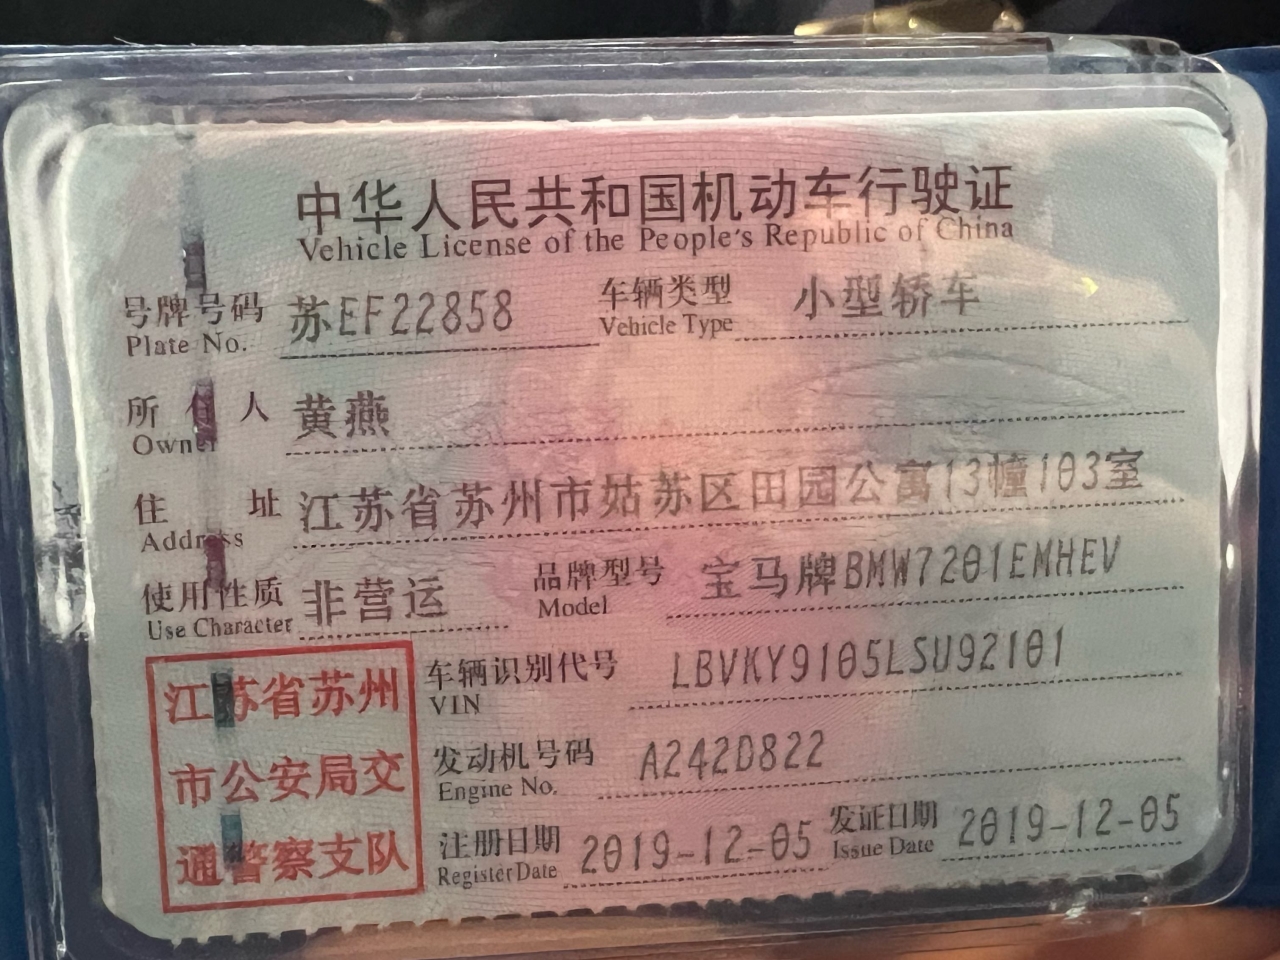 中华人民共和国机动车行驶证
Vehicle License of the People's Republic of China
号牌号码 苏EF22858 车辆类型 小型轿车
Plate No. Vehicle Type
所有人 黄燕
Owner
住址 江苏省苏州市姑苏区田园公寓13幢103室
Address
使用性质 非营运 品牌型号 宝马牌BMW7201EMHEV
Use Character Model
江苏省苏州
市公安局交
通警察支队
车辆识别代号 LBVKY9105LSU92101
VIN
发动机号码 A242D822
Engine No.
注册日期 2019-12-05 发证日期 2019-12-05
Register Date Issue Date